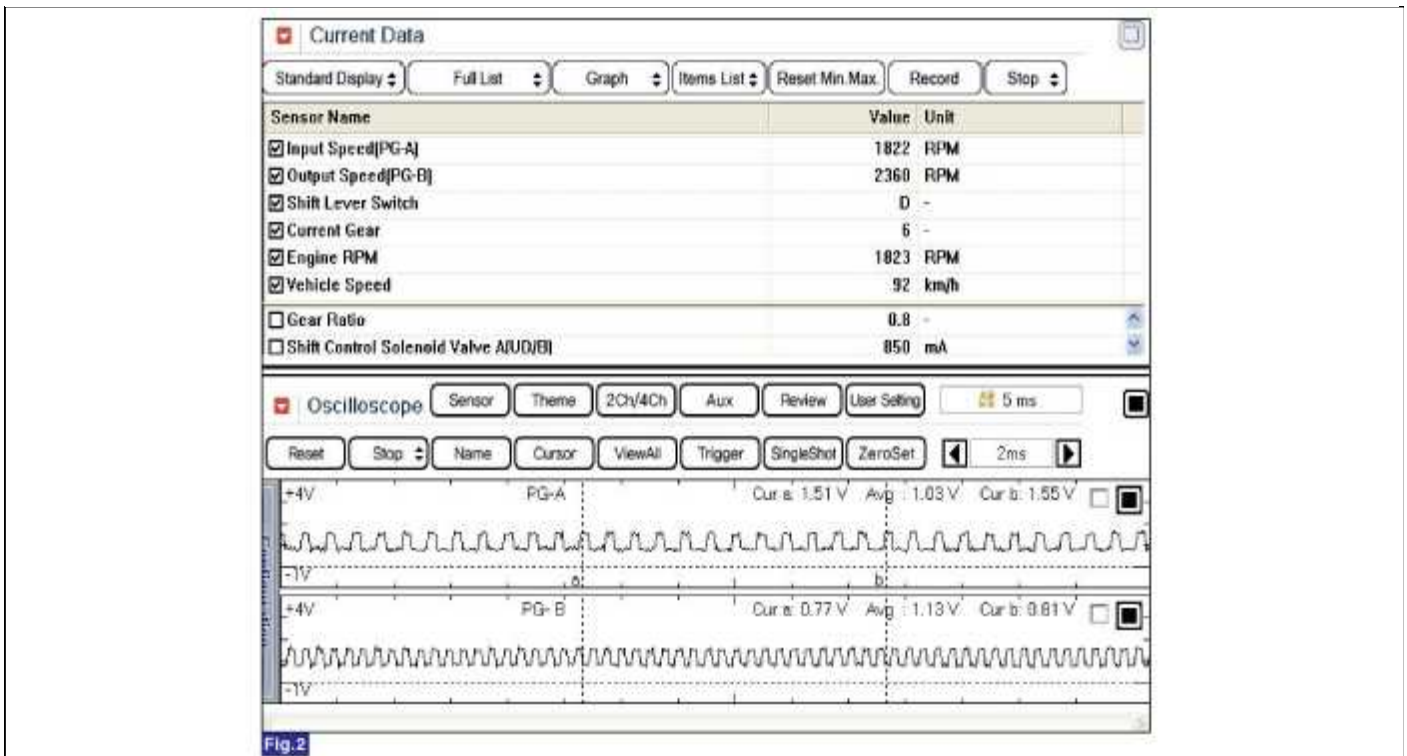 Current Data
Standard Display Full List Graph Items List Reset Min.Max. Record Stop
Sensor Name Value Unit
Input Speed(PG-A) 1822 RPM
Output Speed(PG-B) 2360 RPM
Shift Lever Switch D -
Current Gear 6 -
Engine RPM 1823 RPM
Vehicle Speed 92 km/h
Gear Ratio 0.8 -
Shift Control Solenoid Valve A(UD/B) 850 mA
Oscilloscope Sensor Theme 2Ch/4Ch Aux Review User Setting 5 ms
Reset Stop Name Cursor ViewAll Trigger SingleShot ZeroSet 2ms
+4V PG-A Cur a: 1.51 V Avg : 1.03 V Cur b: 1.55 V
-1V a b
+4V PG-B Cur a: 0.77 V Avg : 1.13 V Cur b: 0.81 V
-1V
Fig.2